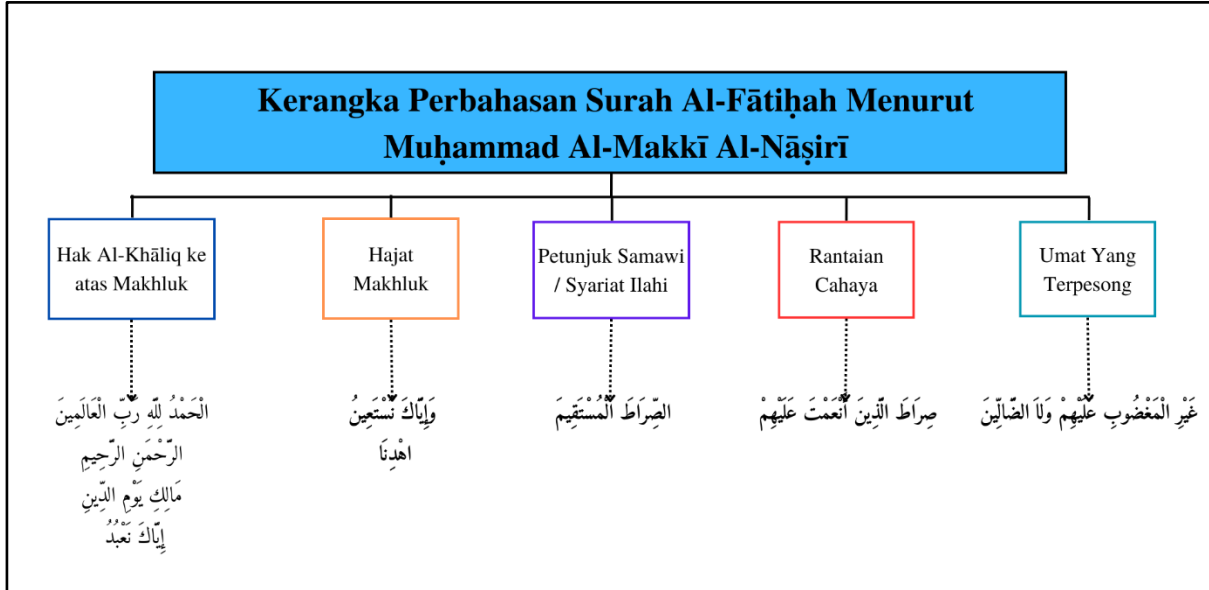 Kerangka Perbahasan Surah Al-Fātiḥah Menurut
Muḥammad Al-Makkī Al-Nāṣirī
Hak Al-Khāliq ke
atas Makhluk
Hajat
Makhluk
Petunjuk Samawi
/ Syariat Ilahi
Rantaian
Cahaya
Umat Yang
Terpesong
الْحَمْدُ لِلَّهِ رَبِّ الْعَالَمِينَ
الرَّحْمَنِ الرَّحِيمِ
مَالِكِ يَوْمِ الدِّينِ
إِيَّاكَ نَعْبُدُ
وَإِيَّاكَ نَسْتَعِينُ
اهْدِنَا
الصِّرَاطَ الْمُسْتَقِيمَ
صِرَاطَ الَّذِينَ أَنْعَمْتَ عَلَيْهِمْ
غَيْرِ الْمَغْضُوبِ عَلَيْهِمْ وَلاَ الضَّالِّينَ